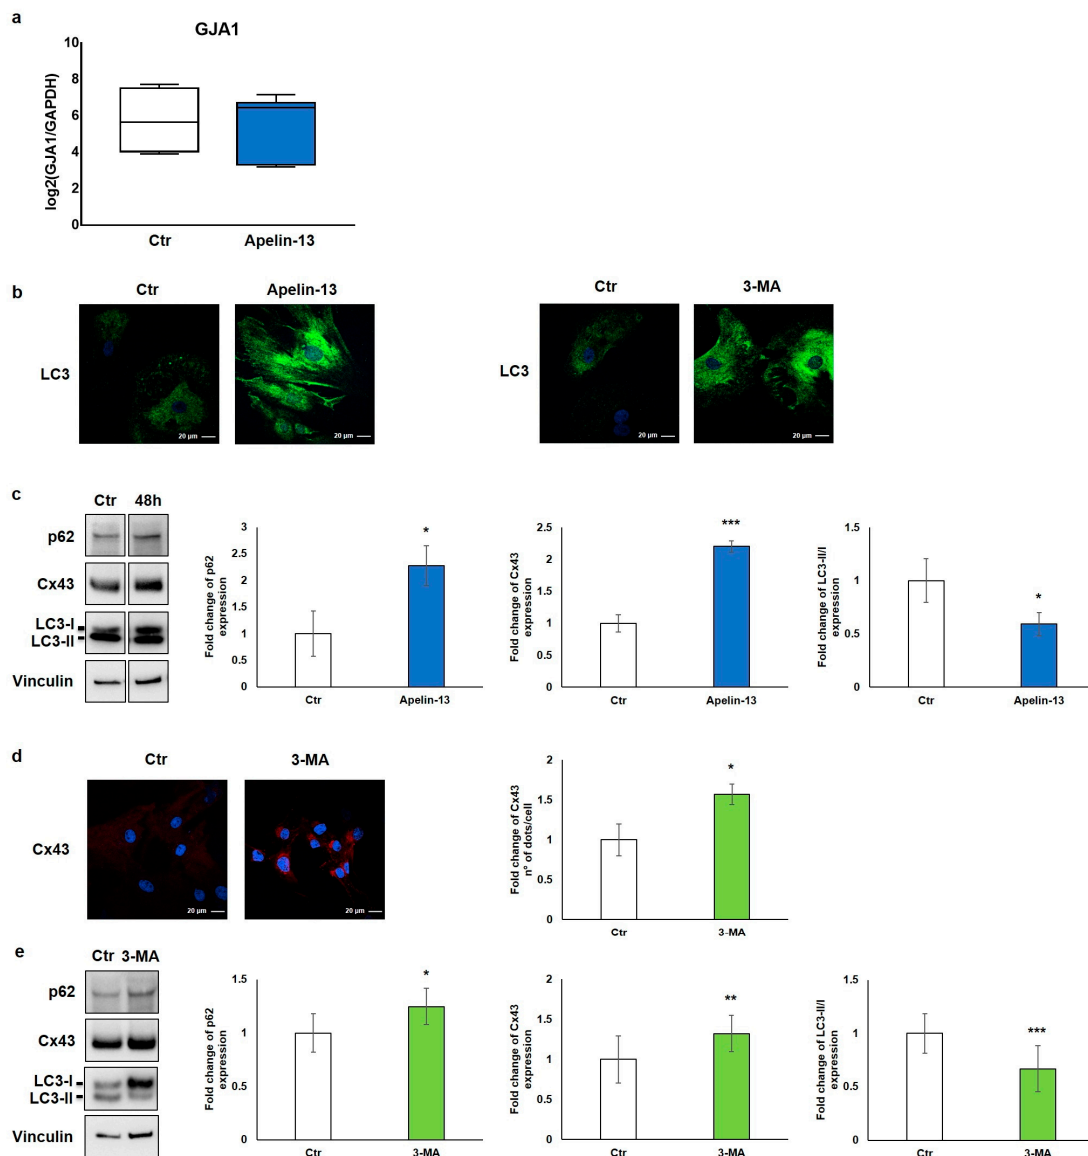 a
GJA1
log2(GJA1/GAPDH)
10
8
6
4
2
0
Ctr
Apelin-13
b
Ctr
Apelin-13
LC3
20 µm
20 µm
Ctr
3-MA
LC3
20 µm
20 µm
c
Ctr
48h
p62
Cx43
LC3-I
LC3-II
Vinculin
Fold change of p62
expression
3
2.5
2
1.5
1
0.5
0
*
Ctr
Apelin-13
Fold change of Cx43
expression
2.5
2
1.5
1
0.5
0
***
Ctr
Apelin-13
Fold change of LC3-II/I
expression
1.5
1
0.5
0
*
Ctr
Apelin-13
d
Ctr
3-MA
Cx43
20 µm
20 µm
Fold change of Cx43
n° of dots/cell
2
1.5
1
0.5
0
*
Ctr
3-MA
e
Ctr
3-MA
p62
Cx43
LC3-I
LC3-II
Vinculin
Fold change of p62
expression
1.5
1
0.5
0
*
Ctr
3-MA
Fold change of Cx43
expression
2
1.5
1
0.5
0
**
Ctr
3-MA
Fold change of LC3-II/I
expression
1.5
1
0.5
0
***
Ctr
3-MA